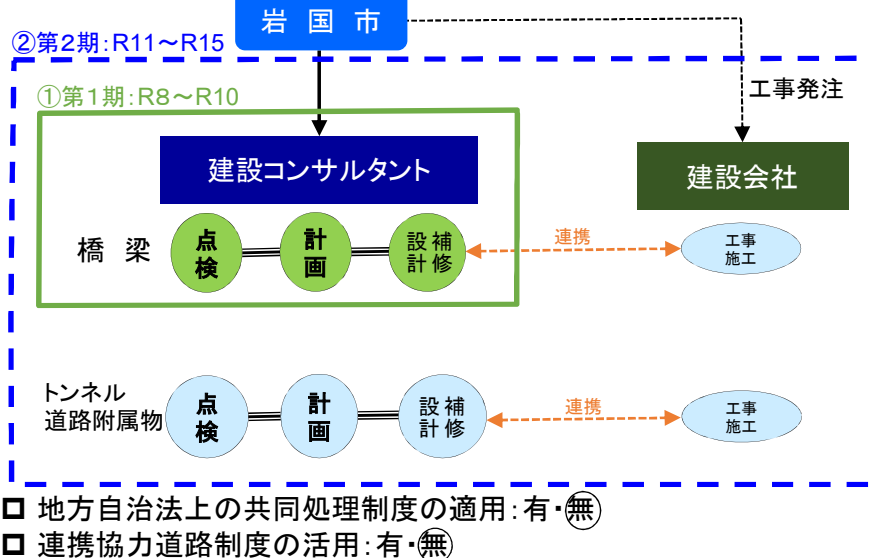 岩 国 市
②第2期:R11～R15
①第1期:R8～R10
工事発注
建設コンサルタント
建設会社
橋 梁
点検
計画
補修設計
連携
工事
施工
トンネル
道路附属物
点検
計画
補修設計
連携
工事
施工
地方自治法上の共同処理制度の適用:有・無
連携協力道路制度の活用:有・無